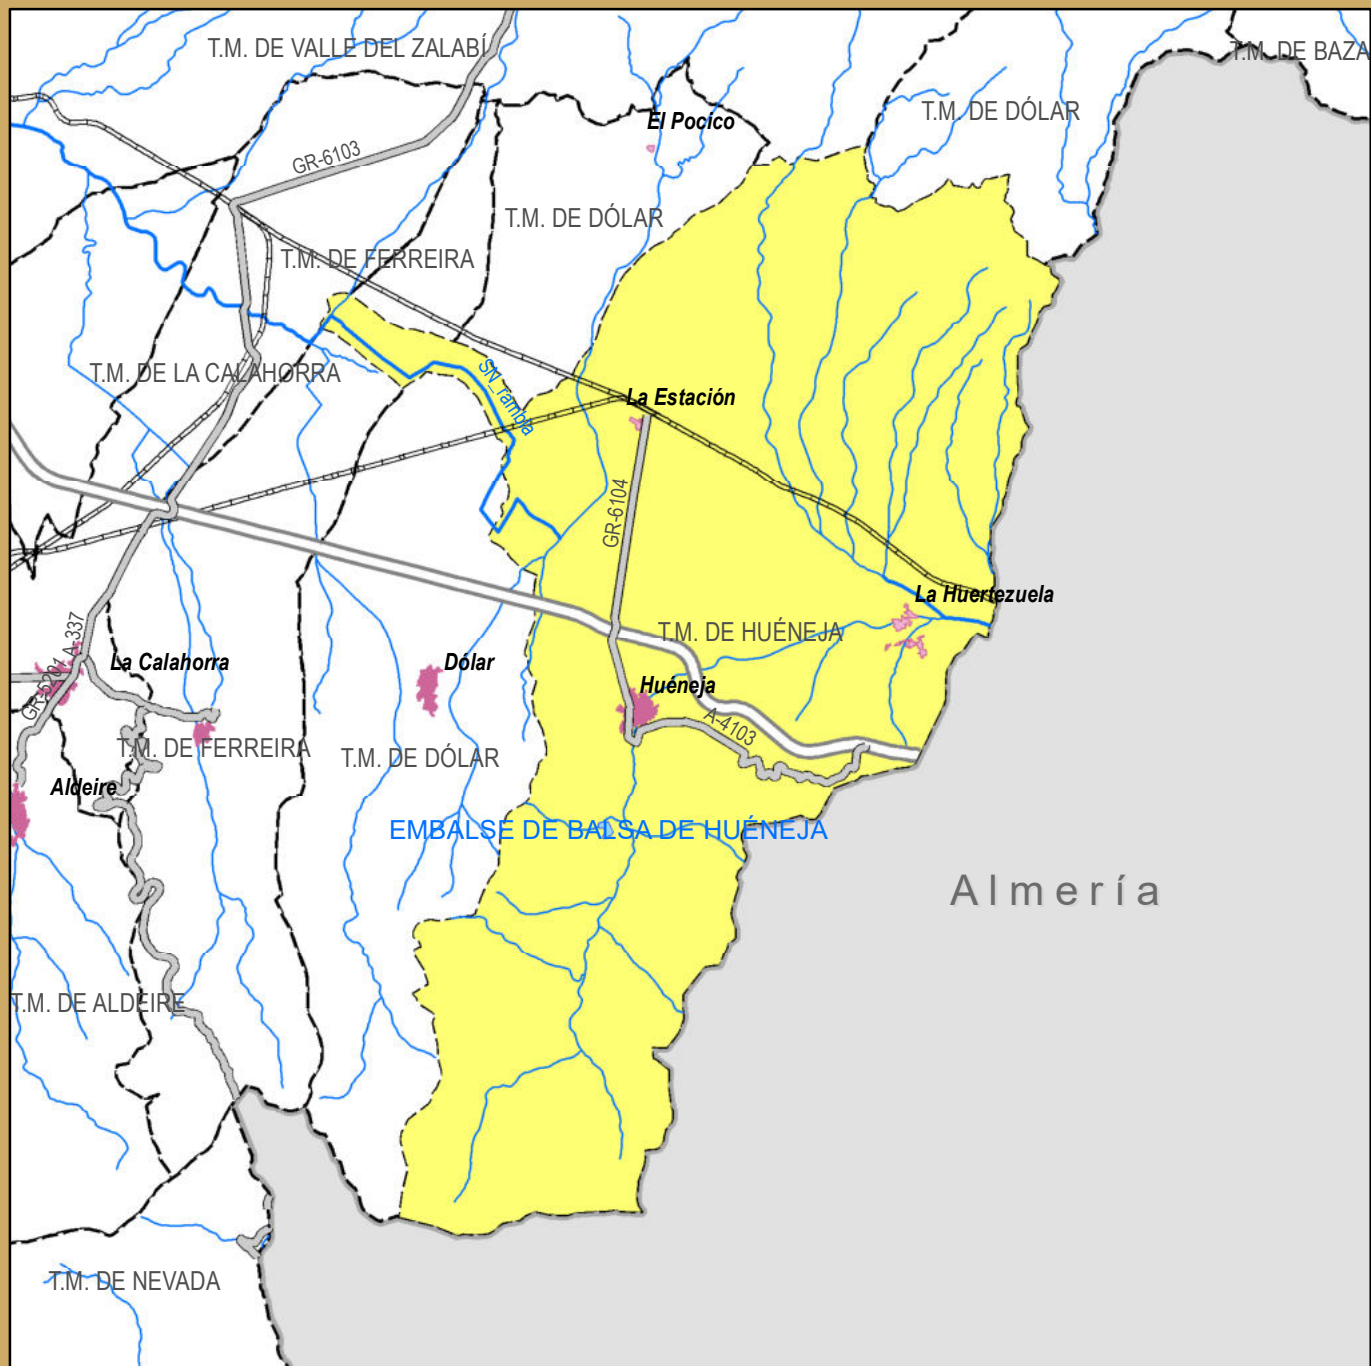 T.M. DE VALLE DEL ZALABÍ
T.M. DE BAZA
T.M. DE DÓLAR
El Pocico
GR-6103
T.M. DE DÓLAR
T.M. DE FERREIRA
T.M. DE LA CALAHORRA
SN_rambla
La Estación
GR-6104
La Huertezuela
T.M. DE HUÉNEJA
A-337
GR-5201
La Calahorra
Dólar
Huéneja
A-4103
T.M. DE FERREIRA
T.M. DE DÓLAR
Aldeire
EMBALSE DE BALSA DE HUÉNEJA
Almería
T.M. DE ALDEIRE
T.M. DE NEVADA